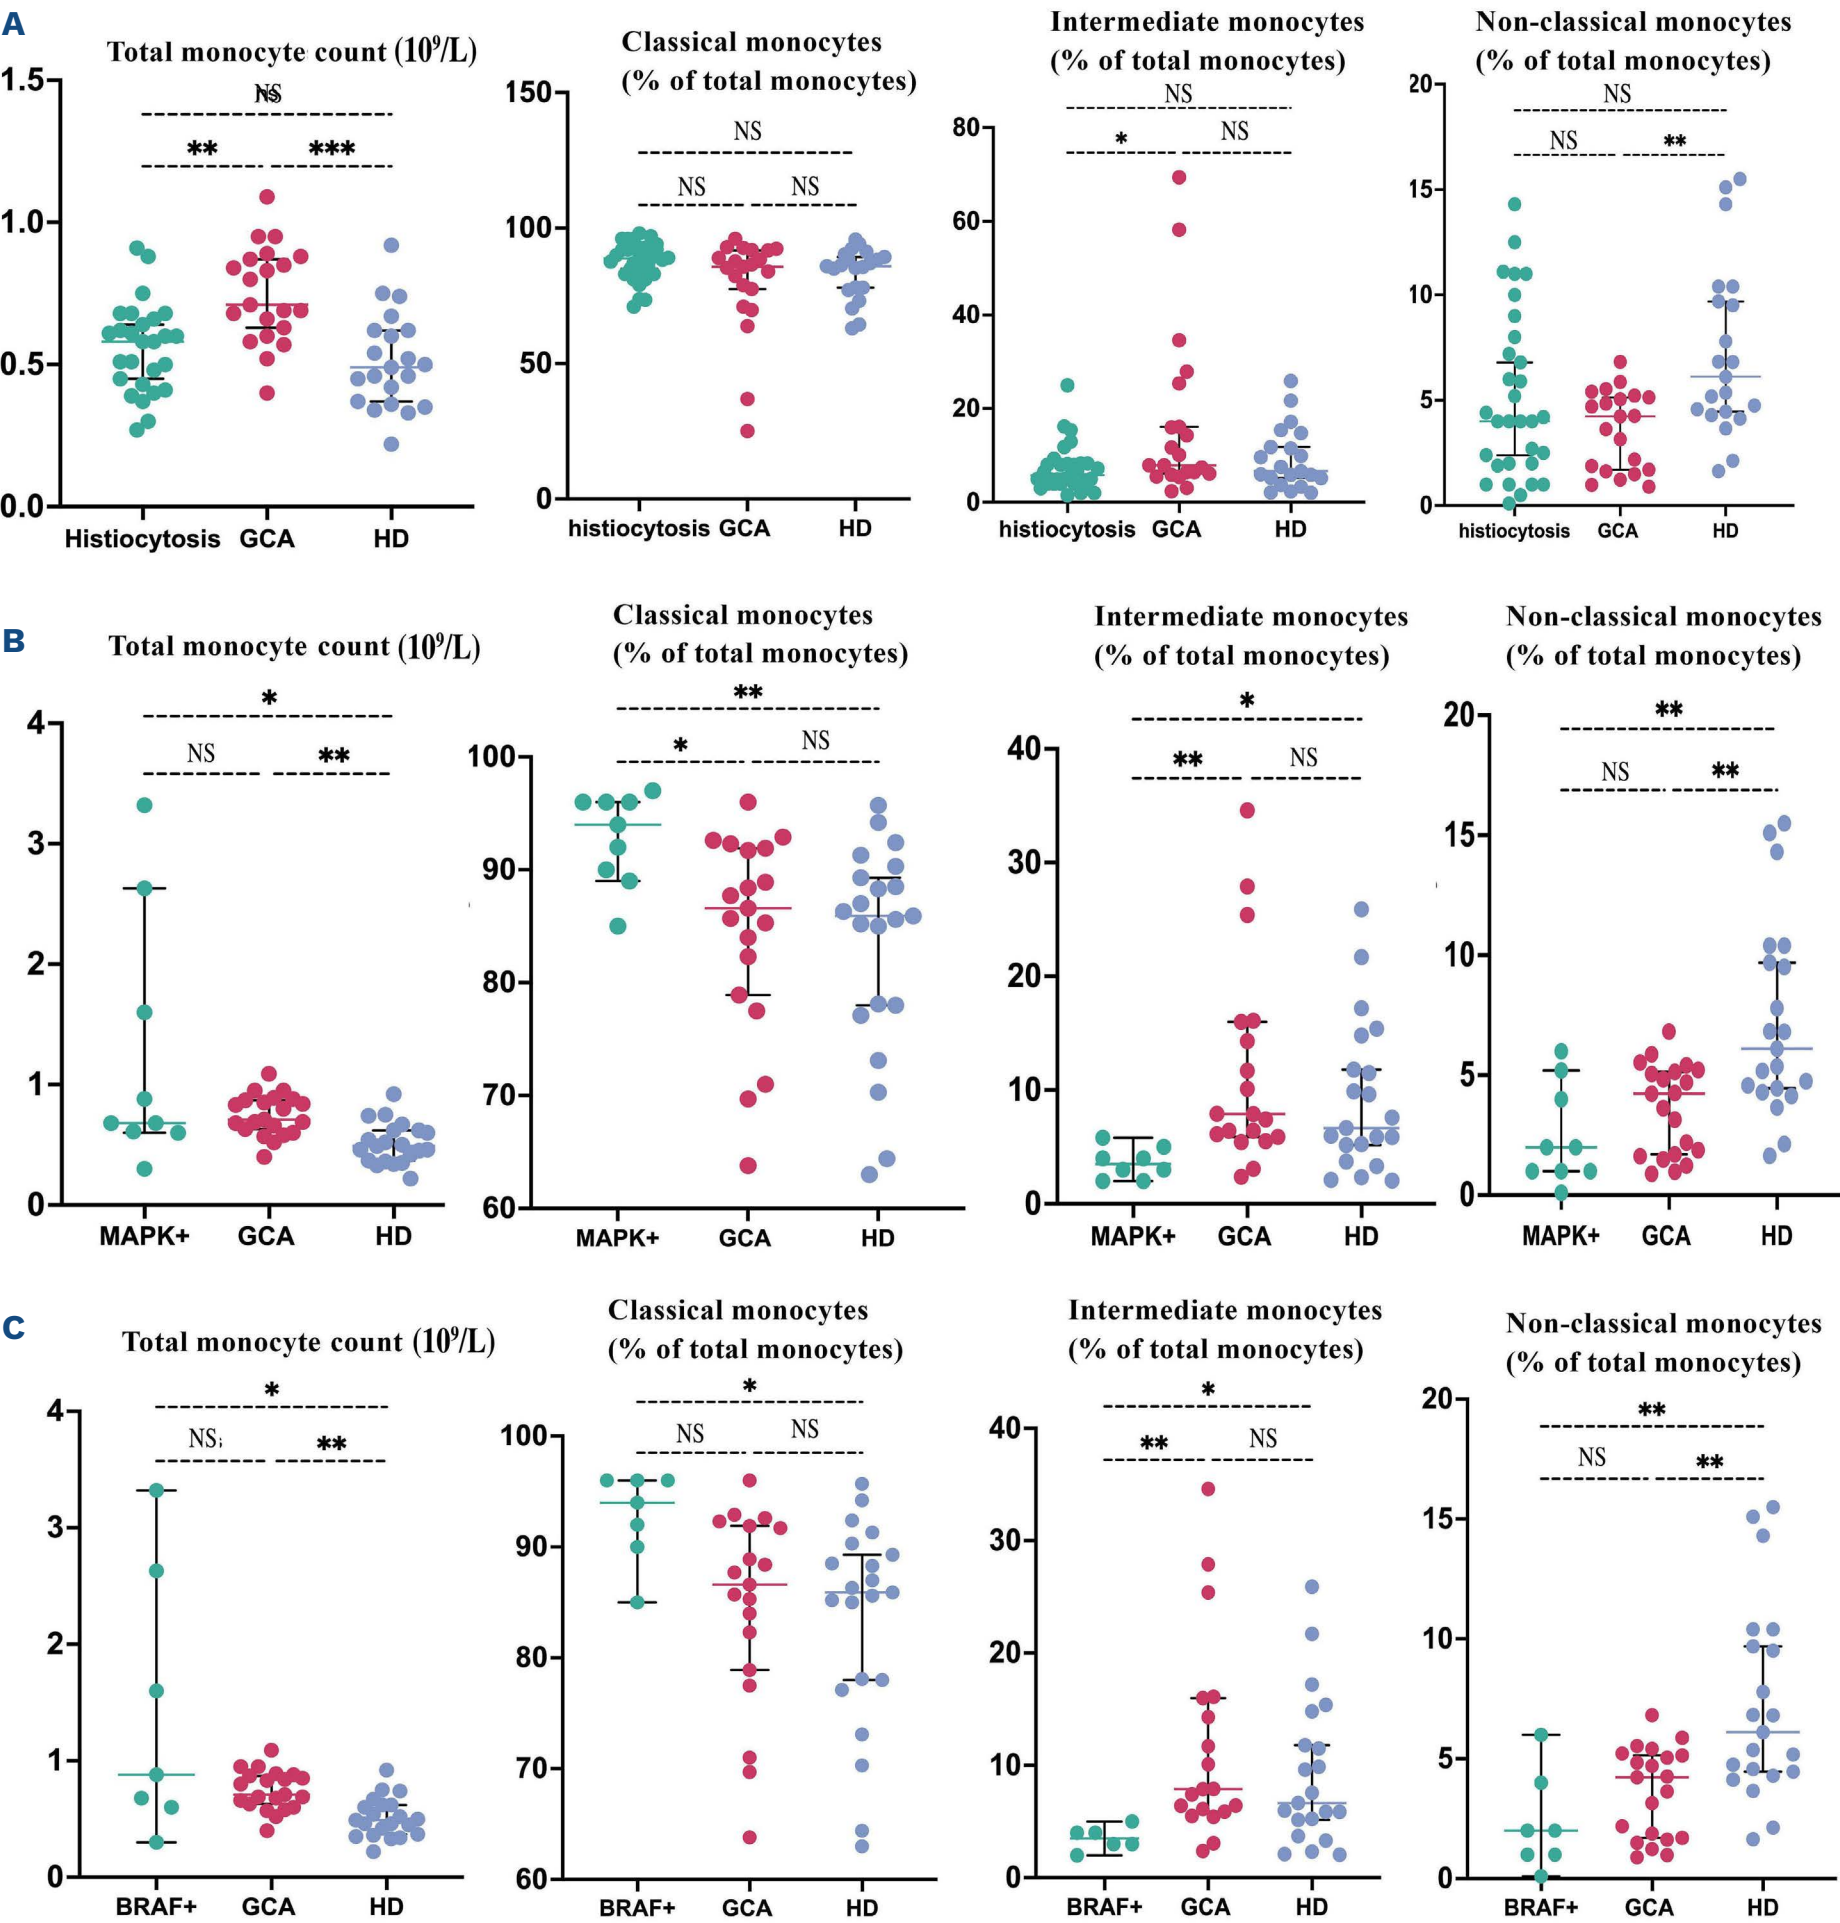 A
Total monocyte count (10⁹/L)
NS
** ***
1.5
1.0
0.5
0.0
Histiocytosis GCA HD
Classical monocytes
(% of total monocytes)
NS
NS NS
150
100
50
0
histiocytosis GCA HD
Intermediate monocytes
(% of total monocytes)
NS
* NS
80
60
40
20
0
histiocytosis GCA HD
Non-classical monocytes
(% of total monocytes)
NS
NS **
20
15
10
5
0
histiocytosis GCA HD
B
Total monocyte count (10⁹/L)
*
NS **
4
3
2
1
0
MAPK+ GCA HD
Classical monocytes
(% of total monocytes)
**
* NS
100
90
80
70
60
MAPK+ GCA HD
Intermediate monocytes
(% of total monocytes)
*
** NS
40
30
20
10
0
MAPK+ GCA HD
Non-classical monocytes
(% of total monocytes)
**
NS **
20
15
10
5
0
MAPK+ GCA HD
C
Total monocyte count (10⁹/L)
*
NS **
4
3
2
1
0
BRAF+ GCA HD
Classical monocytes
(% of total monocytes)
*
NS NS
100
90
80
70
60
BRAF+ GCA HD
Intermediate monocytes
(% of total monocytes)
*
** NS
40
30
20
10
0
BRAF+ GCA HD
Non-classical monocytes
(% of total monocytes)
**
NS **
20
15
10
5
0
BRAF+ GCA HD